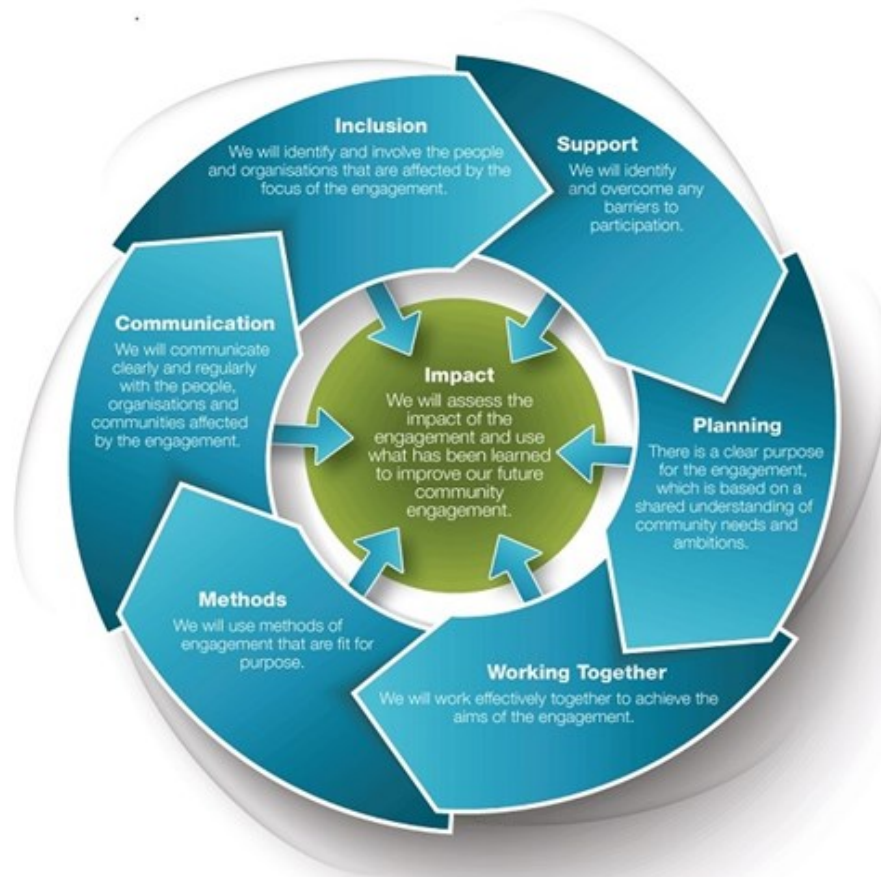 Inclusion
We will identify and involve the people
and organisations that are affected by the
focus of the engagement.
Support
We will identify
and overcome any
barriers to
participation.
Planning
There is a clear purpose
for the engagement,
which is based on a
shared understanding of
community needs and
ambitions.
Working Together
We will work effectively together to achieve the
aims of the engagement.
Methods
We will use methods of
engagement that are fit for
purpose.
Communication
We will communicate
clearly and regularly
with the people,
organisations and
communities affected
by the engagement.
Impact
We will assess the
impact of the
engagement and use
what has been learned
to improve our future
community
engagement.